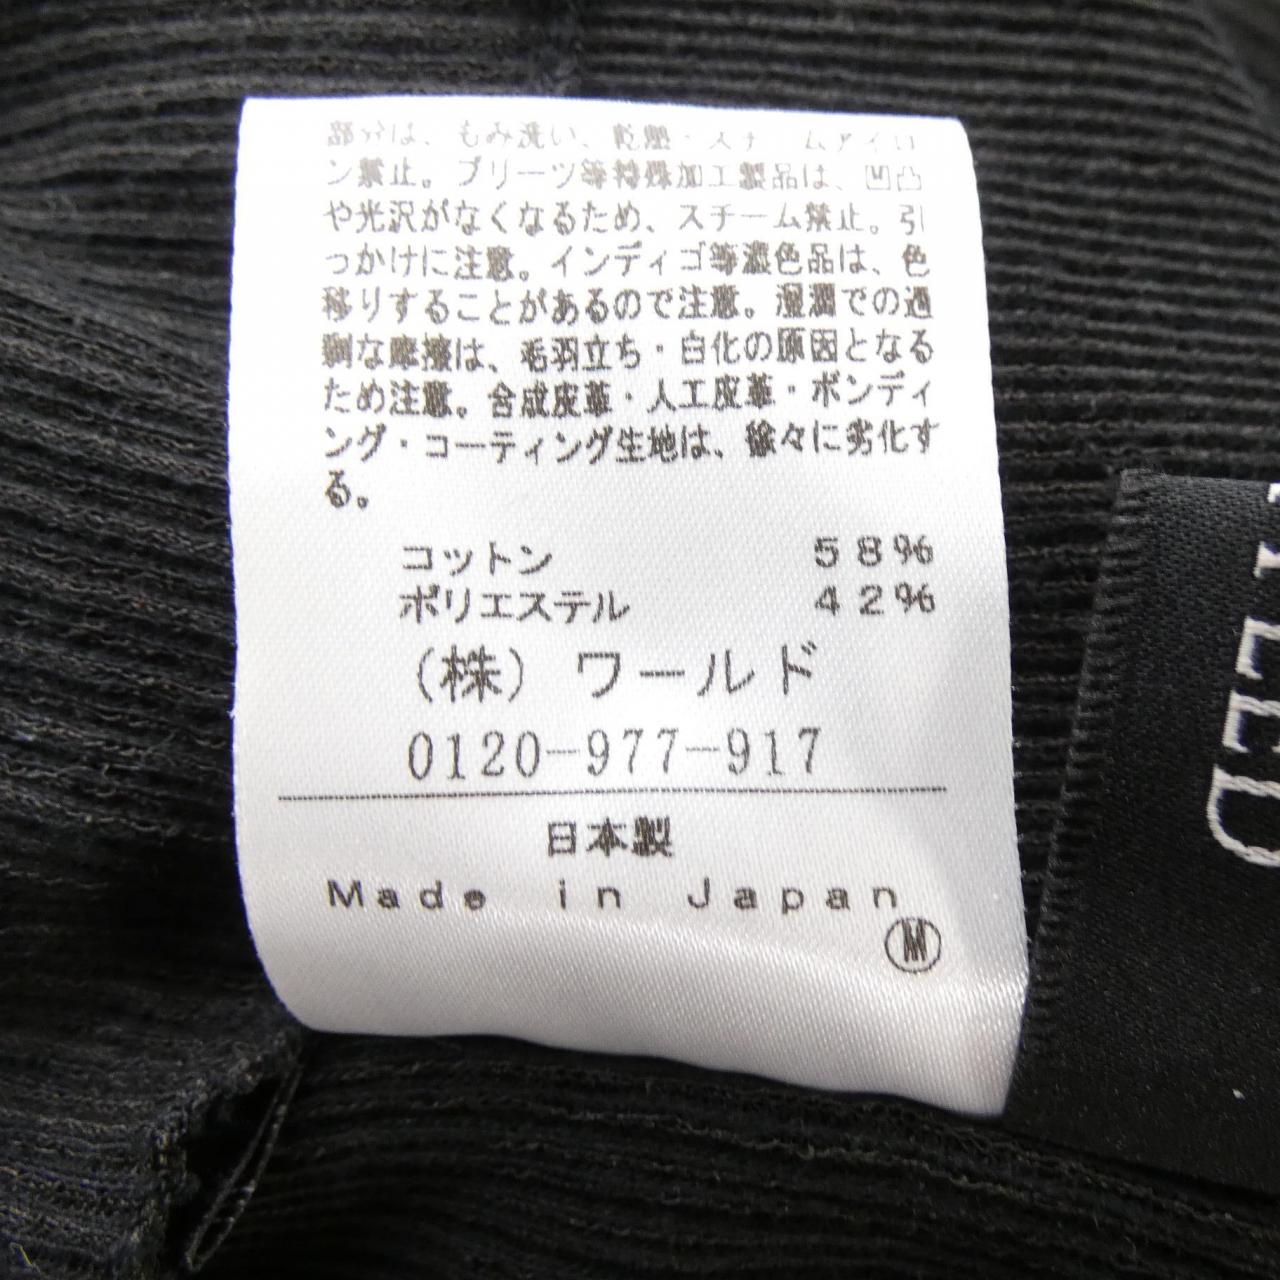 部分は、もみ洗い、乾燥・スチームアイロ
ン禁止。プリーツ等特殊加工製品は、凹凸
や光沢がなくなるため、スチーム禁止。引
っかけに注意。インディゴ等濃色品は、色
移りすることがあるので注意。湿潤での過
剰な摩擦は、毛羽立ち・白化の原因となる
ため注意。合成皮革・人工皮革・ボンディ
ング・コーティング生地は、徐々に劣化す
る。
コットン 58%
ポリエステル 42%
(株)ワールド
0120-977-917
日本製
Made in Japan
M